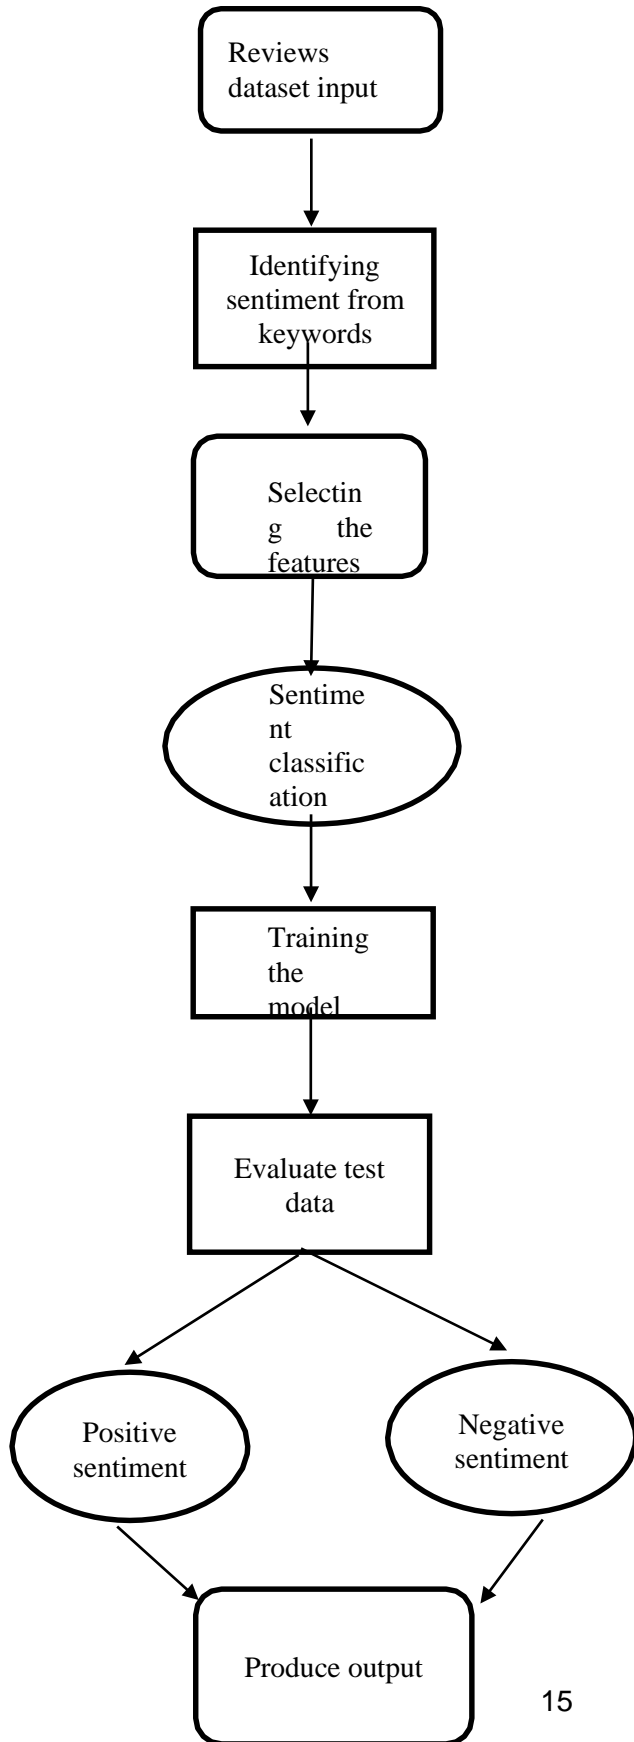 Reviews
dataset input
Identifying
sentiment from
keywords
Selectin
g the
features
Sentime
nt
classific
ation
Training
the
model
Evaluate test
data
Positive
sentiment
Negative
sentiment
Produce output
15